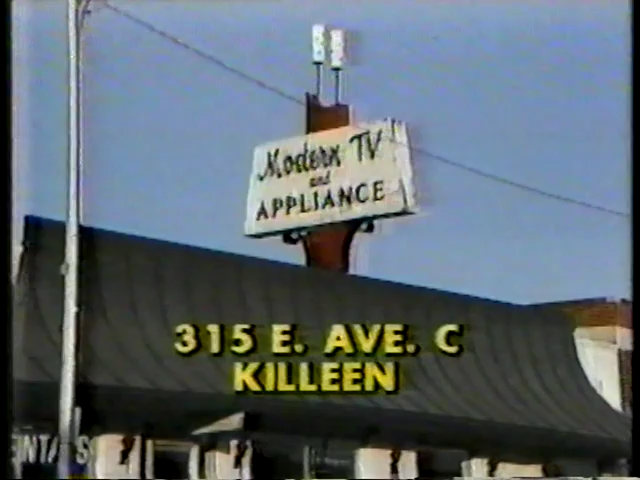 Modern TV
and
APPLIANCE
315 E. AVE. C
KILLEEN